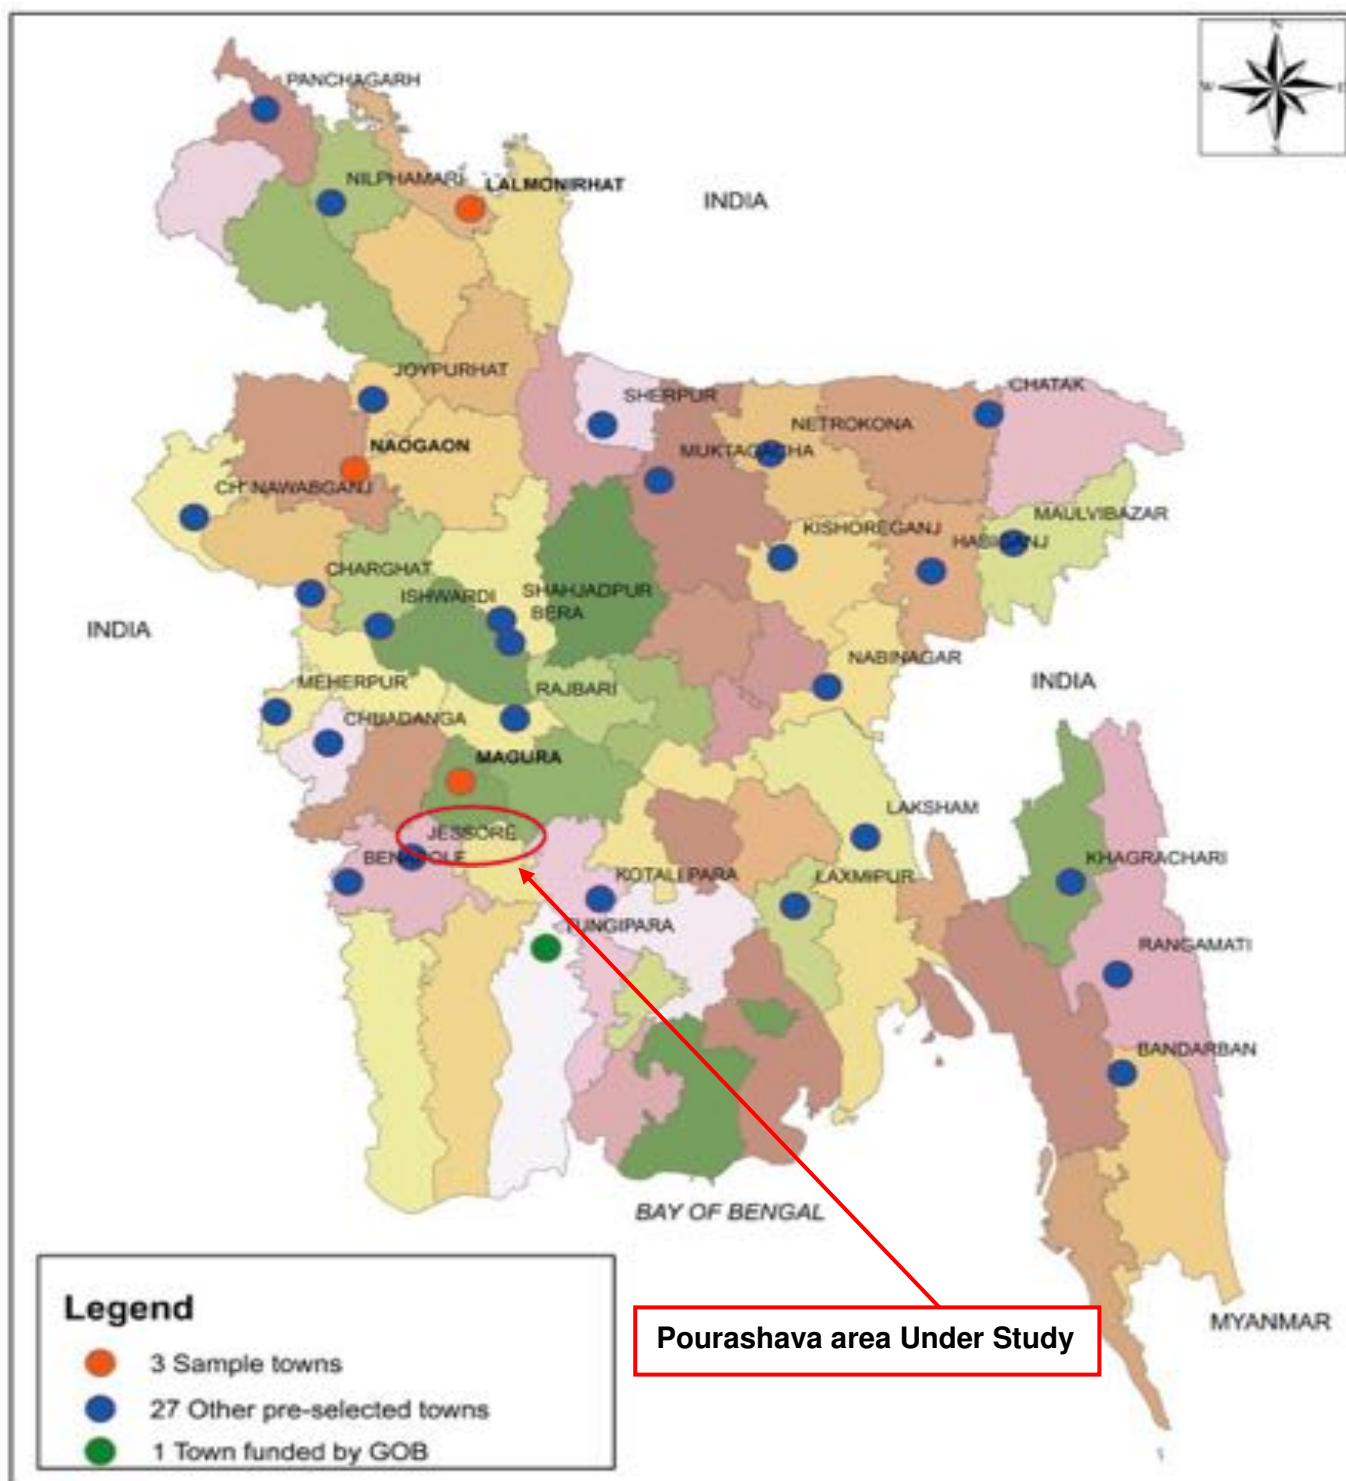 N
W
E
S
PANCHAGARH
NILPHAMARI
LALMONIRHAT
INDIA
JOYPURHAT
SHERPUR
CHATAK
NETROKONA
NAOGAON
MUKTAGACHA
CH' NAWABGANJ
MAULVIBAZAR
KISHOREGANJ
HABIGANJ
CHARGHAT
ISHWARDI
SHAHJADPUR
BERA
INDIA
NABINAGAR
MEHERPUR
RAJBARI
INDIA
CHUADANGA
MAGURA
LAKSHAM
JESSORE
BENAPOLE
KOTALIPARA
LAXMIPUR
KHAGRACHARI
TUNGIPARA
RANGAMATI
BANDARBAN
BAY OF BENGAL
MYANMAR
Pourashava area Under Study
Legend
3 Sample towns
27 Other pre-selected towns
1 Town funded by GOB